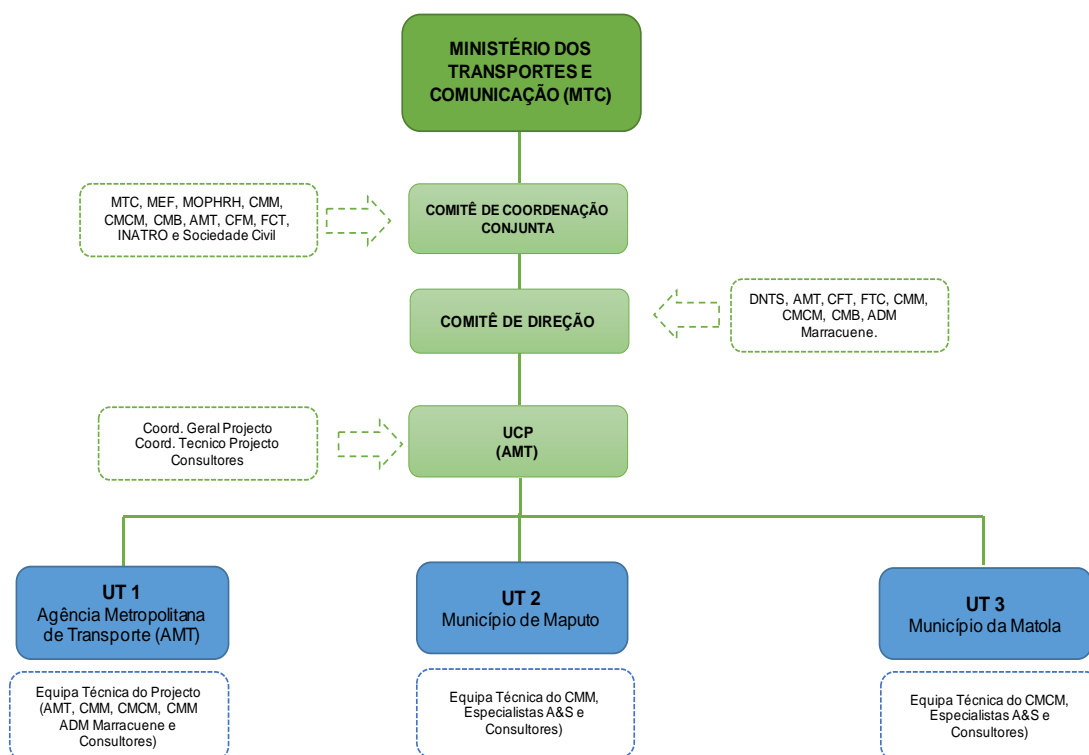 MINISTÉRIO DOS
TRANSPORTES E
COMUNICAÇÃO (MTC)
MTC, MEF, MOPHRH, CMM,
CMCM, CMB, AMT, CFM, FCT,
INATRO e Sociedade Civil
COMITÊ DE COORDENAÇÃO
CONJUNTA
COMITÊ DE DIREÇÃO
DNTS, AMT, CFT, FTC, CMM,
CMCM, CMB, ADM
Marracuene.
Coord. Geral Projecto
Coord. Tecnico Projecto
Consultores
UCP
(AMT)
UT 1
Agência Metropolitana
de Transporte (AMT)
UT 2
Município de Maputo
UT 3
Município da Matola
Equipa Técnica do Projecto
(AMT, CMM, CMCM, CMM
ADM Marracuene e
Consultores)
Equipa Técnica do CMM,
Especialistas A&S e
Consultores)
Equipa Técnica do CMCM,
Especialistas A&S e
Consultores)